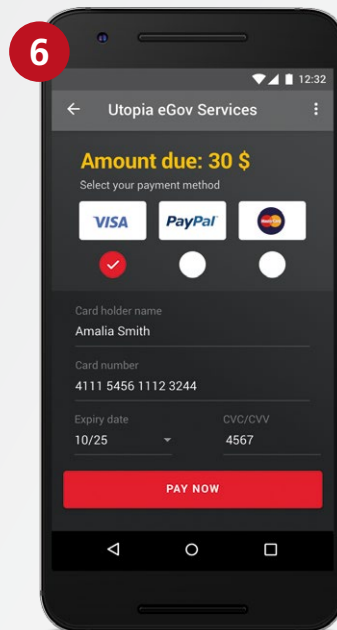 6
12:32
Utopia eGov Services
Amount due: 30 $
Select your payment method
VISA PayPal
Card holder name
Amalia Smith
Card number
4111 5456 1112 3244
Expiry date CVC/CVV
10/25 4567
PAY NOW